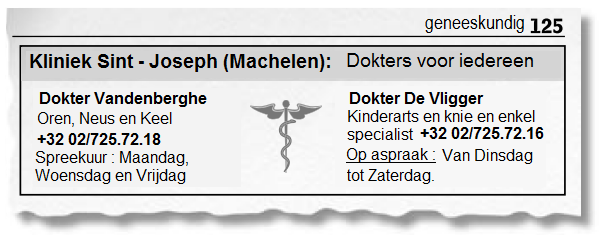 geneeskundig 125
Kliniek Sint - Joseph (Machelen): Dokters voor iedereen
Dokter Vandenberghe
Oren, Neus en Keel
+32 02/725.72.18
Spreekuur : Maandag,
Woensdag en Vrijdag
Dokter De Vligger
Kinderarts en knie en enkel
specialist +32 02/725.72.16
Op aspraak : Van Dinsdag
tot Zaterdag.